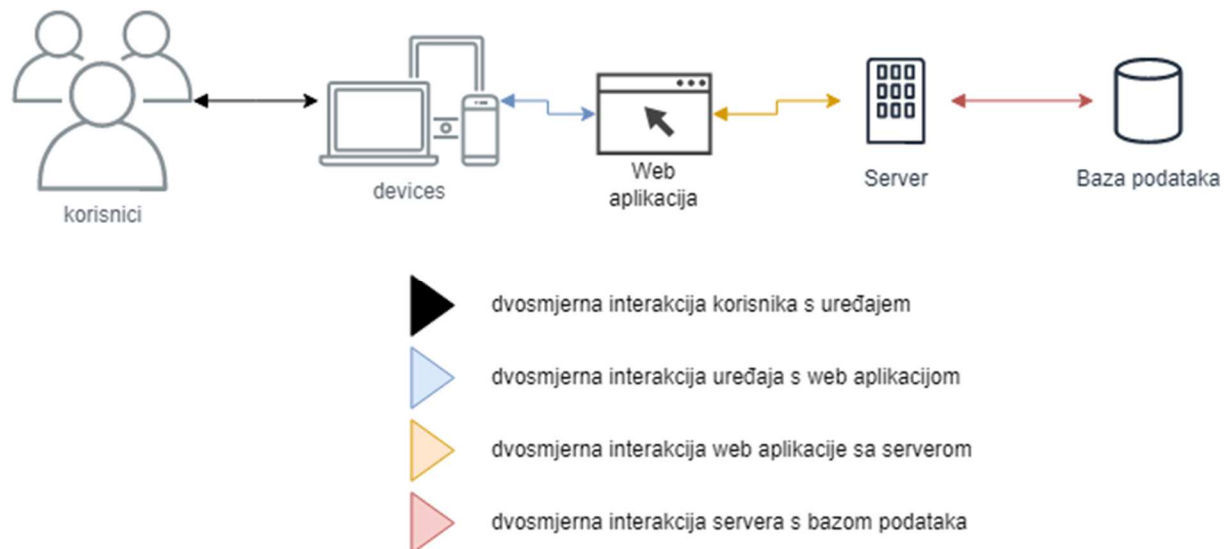 korisnici
devices
Web
aplikacija
Server
Baza podataka
dvosmjerna interakcija korisnika s uređajem
dvosmjerna interakcija uređaja s web aplikacijom
dvosmjerna interakcija web aplikacije sa serverom
dvosmjerna interakcija servera s bazom podataka